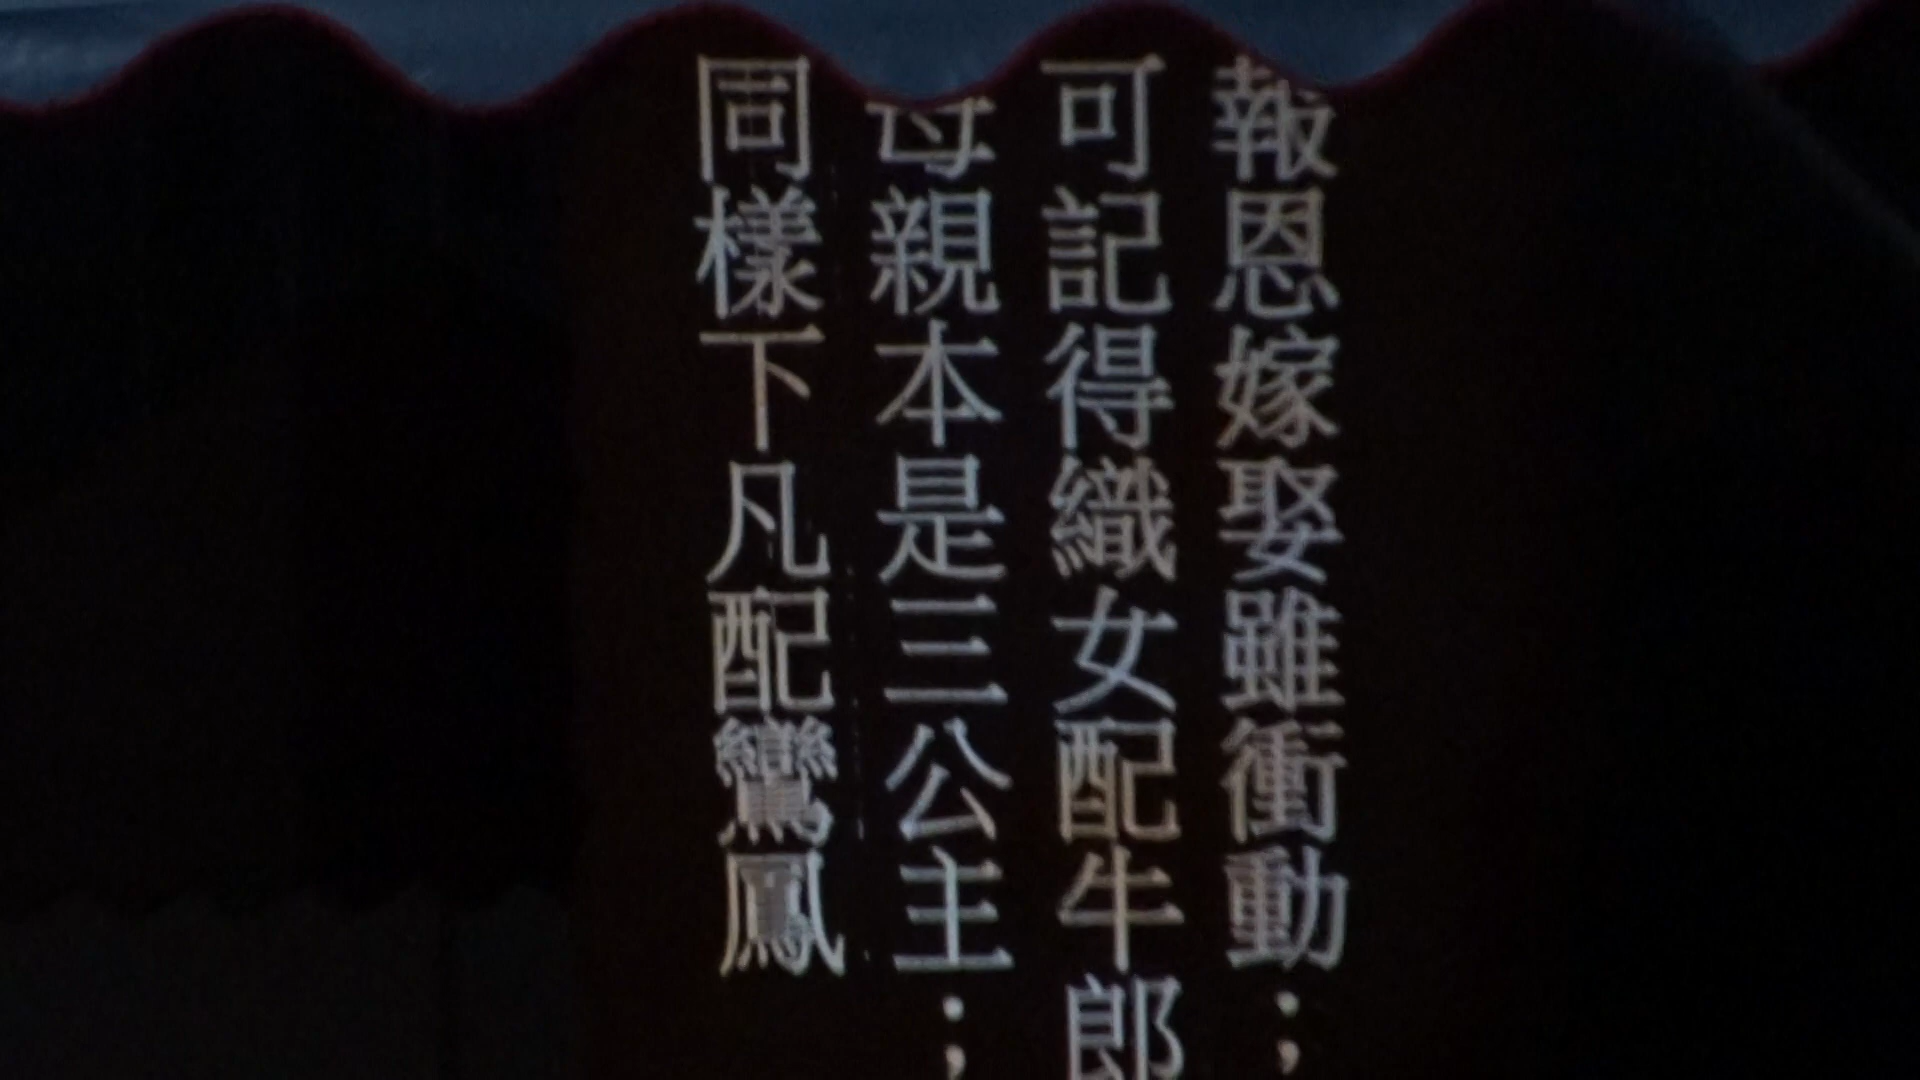 報恩嫁娶雖衝動；
可記得織女配牛郎
母親本是三公主；
同樣下凡配鸞鳳